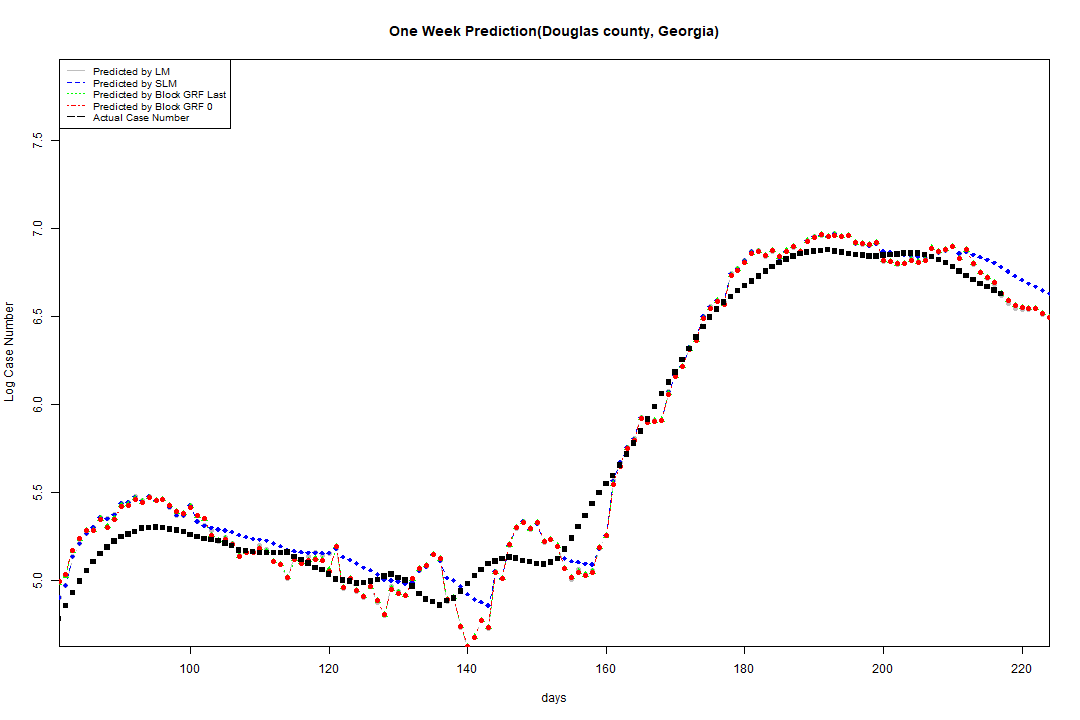 One Week Prediction(Douglas county, Georgia)
Predicted by LM
Predicted by SLM
Predicted by Block GRF Last
Predicted by Block GRF 0
Actual Case Number
7.5
7.0
6.5
6.0
5.5
5.0
Log Case Number
100 120 140 160 180 200 220
days